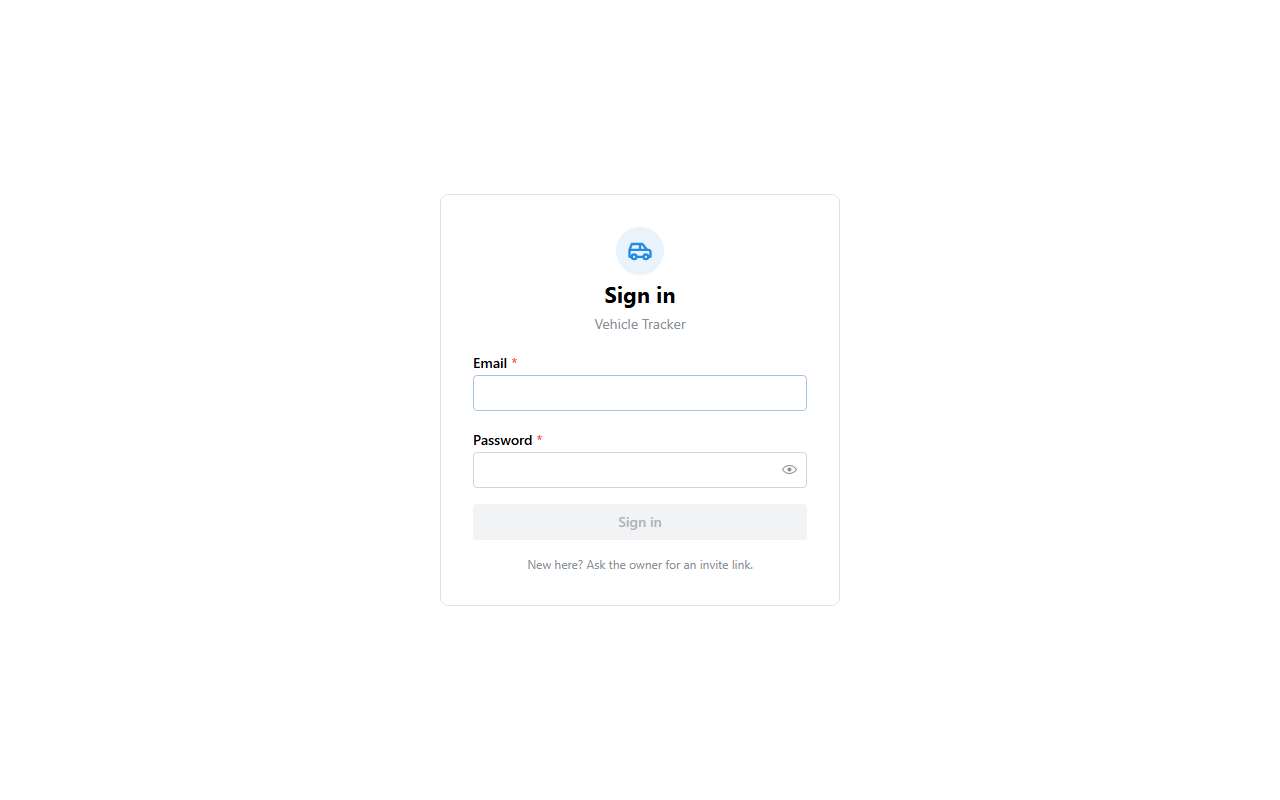 Sign in
Vehicle Tracker
Email *
Password *
Sign in
New here? Ask the owner for an invite link.